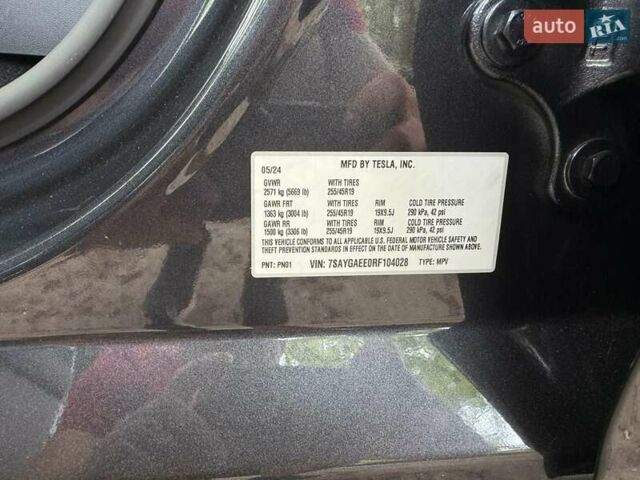 auto RIA.com
05/24 MFD BY TESLA, INC.
GVWR WITH TIRES
2571 kg (5669 lb) 255/45R19
GAWR FRT WITH TIRES RIM COLD TIRE PRESSURE
1363 kg (3004 lb) 255/45R19 19X9.5J 290 kPa, 42 psi
GAWR RR WITH TIRES RIM COLD TIRE PRESSURE
1500 kg (3306 lb) 255/45R19 19X9.5J 290 kPa, 42 psi
THIS VEHICLE CONFORMS TO ALL APPLICABLE U.S. FEDERAL MOTOR VEHICLE SAFETY AND
THEFT PREVENTION STANDARDS IN EFFECT ON THE DATE OF MANUFACTURE SHOWN ABOVE.
PNT: PN01 VIN: 7SAYGAEE0RF104028 TYPE: MPV